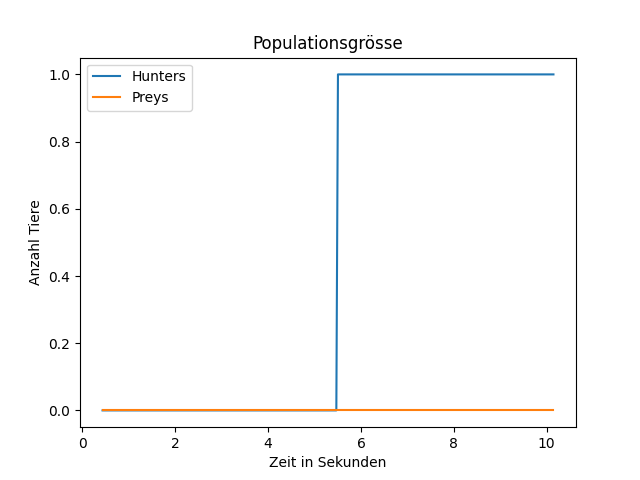 Populationsgrösse
Hunters
Preys
1.0
0.8
0.6
0.4
0.2
0.0
Anzahl Tiere
0 2 4 6 8 10
Zeit in Sekunden